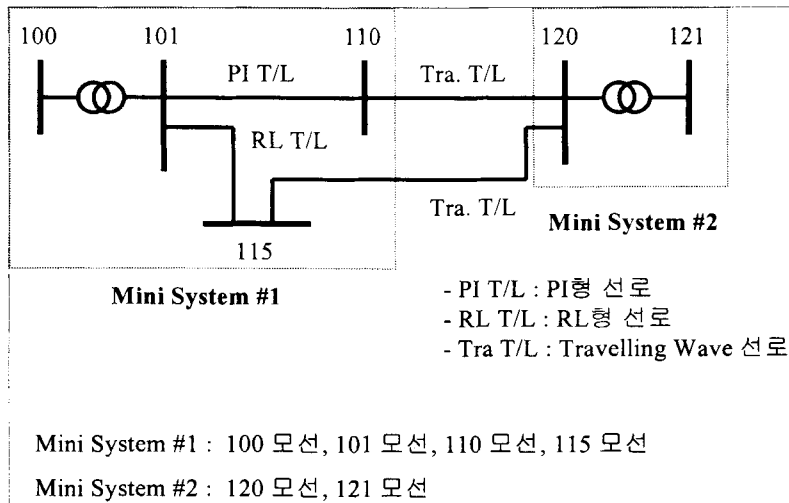 100
101
110
120
121
PI T/L
Tra. T/L
RL T/L
Tra. T/L
115
Mini System #2
Mini System #1
- PI T/L : PI형 선로
- RL T/L : RL형 선로
- Tra T/L : Travelling Wave 선로
Mini System #1 : 100 모선, 101 모선, 110 모선, 115 모선
Mini System #2 : 120 모선, 121 모선